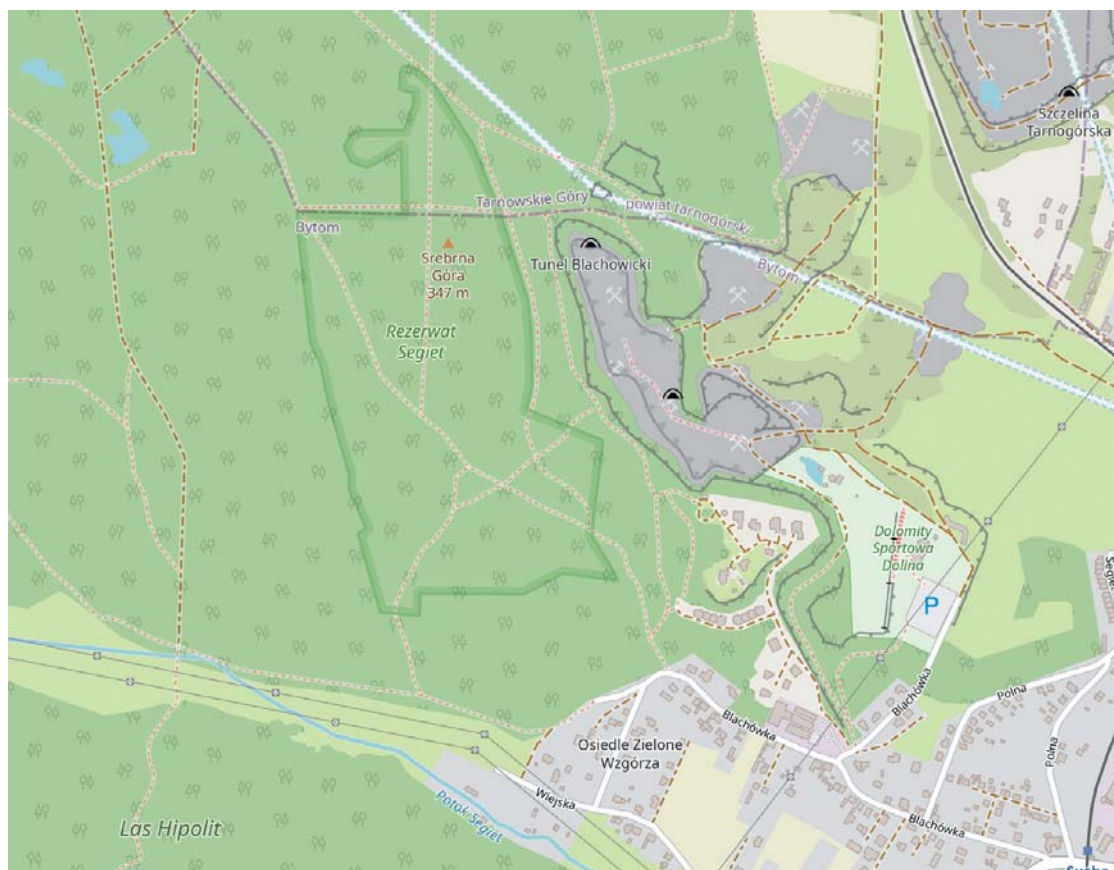 Szczelina
Tarnogórska
Tarnowskie Góry
powiat tarnogórski
Bytom
Bytom
Srebrna
Góra
347 m
Tunel Blachowicki
Rezerwat
Segiet
Dolomity
Sportowa
Dolina
P
Polna
Polna
Blachówka
Blachówka
Osiedle Zielone
Wzgórza
Wiejska
Potok Segiet
Las Hipolit
Blachówka